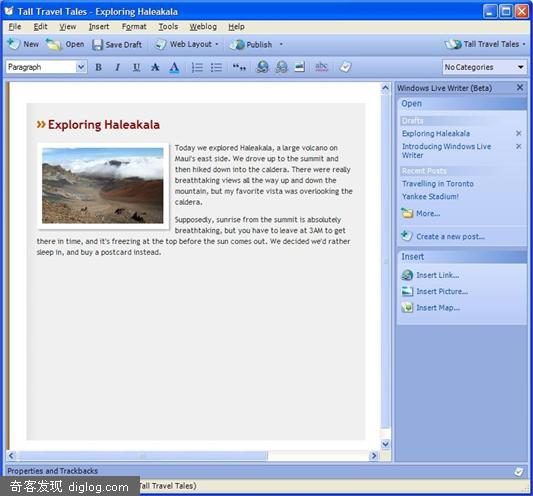 Tall Travel Tales - Exploring Haleakala
File Edit View Insert Format Tools Weblog Help
New Open Save Draft Web Layout Publish Tall Travel Tales
Paragraph B I U A A abc No Categories
Windows Live Writer (Beta)
Open
Drafts
Exploring Haleakala
Introducing Windows Live
Writer
Recent Posts
Travelling in Toronto
Yankee Stadium!
More...
Create a new post...
Insert
Insert Link...
Insert Picture...
Insert Map...
Exploring Haleakala
Today we explored Haleakala, a large volcano on
Maui's east side. We drove up to the summit and
then hiked down into the caldera. There were really
breathtaking views all the way up and down the
mountain, but my favorite vista was overlooking the
caldera.
Supposedly, sunrise from the summit is absolutely
breathtaking, but you have to leave at 3AM to get
there in time, and it's freezing at the top before the sun comes out. We decided we'd rather
sleep in, and buy a postcard instead.
Properties and Trackbacks
Tall Travel Tales)
奇客发现 diglog.com